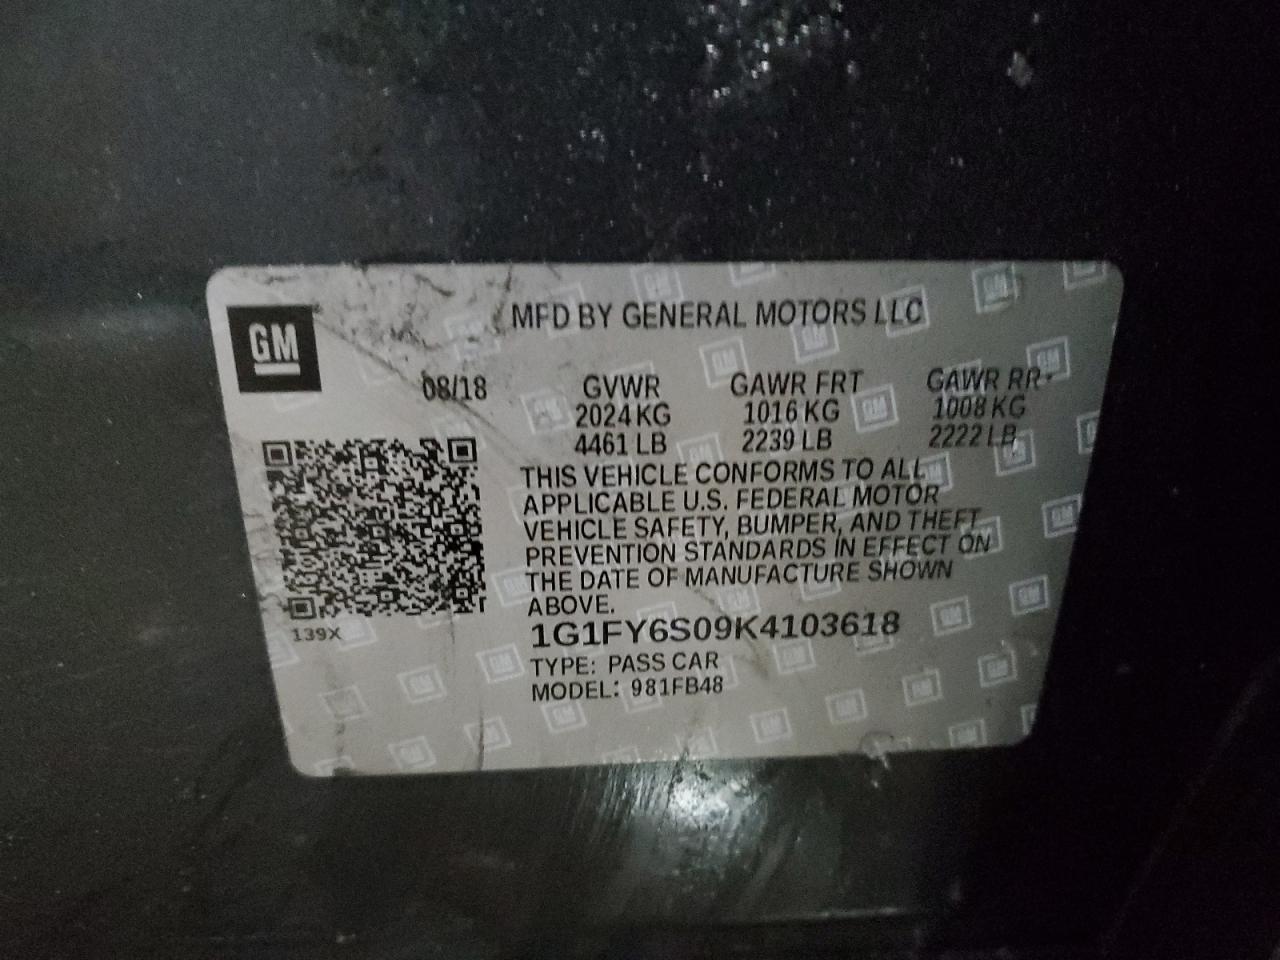 GM
MFD BY GENERAL MOTORS LLC
08/18
GVWR GAWR FRT GAWR RR
2024 KG 1016 KG 1008 KG
4461 LB 2239 LB 2222 LB
THIS VEHICLE CONFORMS TO ALL
APPLICABLE U.S. FEDERAL MOTOR
VEHICLE SAFETY, BUMPER, AND THEFT
PREVENTION STANDARDS IN EFFECT ON
THE DATE OF MANUFACTURE SHOWN
ABOVE.
139X
1G1FY6S09K4103618
TYPE: PASS CAR
MODEL: 981FB48